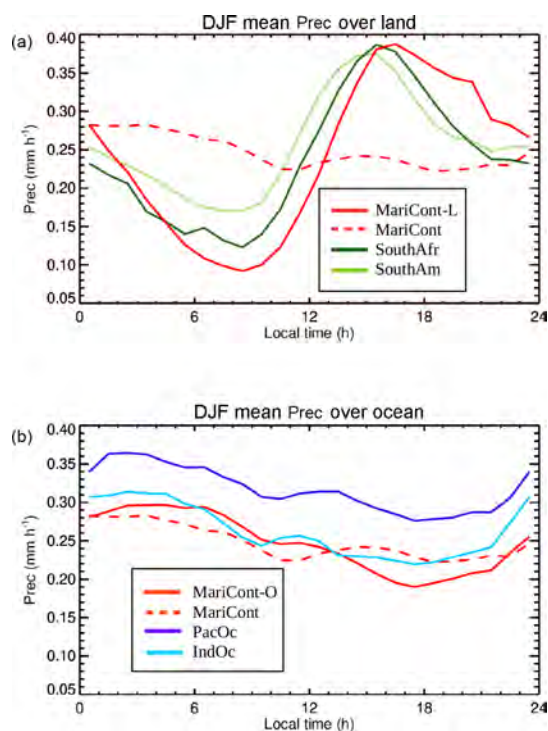 (a)
DJF mean Prec over land
0.40
0.35
0.30
0.25
0.20
0.15
0.10
0.05
Prec (mm h⁻¹)
MariCont-L
MariCont
SouthAfr
SouthAm
0 6 12 18 24
Local time (h)
(b)
DJF mean Prec over ocean
0.40
0.35
0.30
0.25
0.20
0.15
0.10
0.05
Prec (mm h⁻¹)
MariCont-O
MariCont
PacOc
IndOc
0 6 12 18 24
Local time (h)